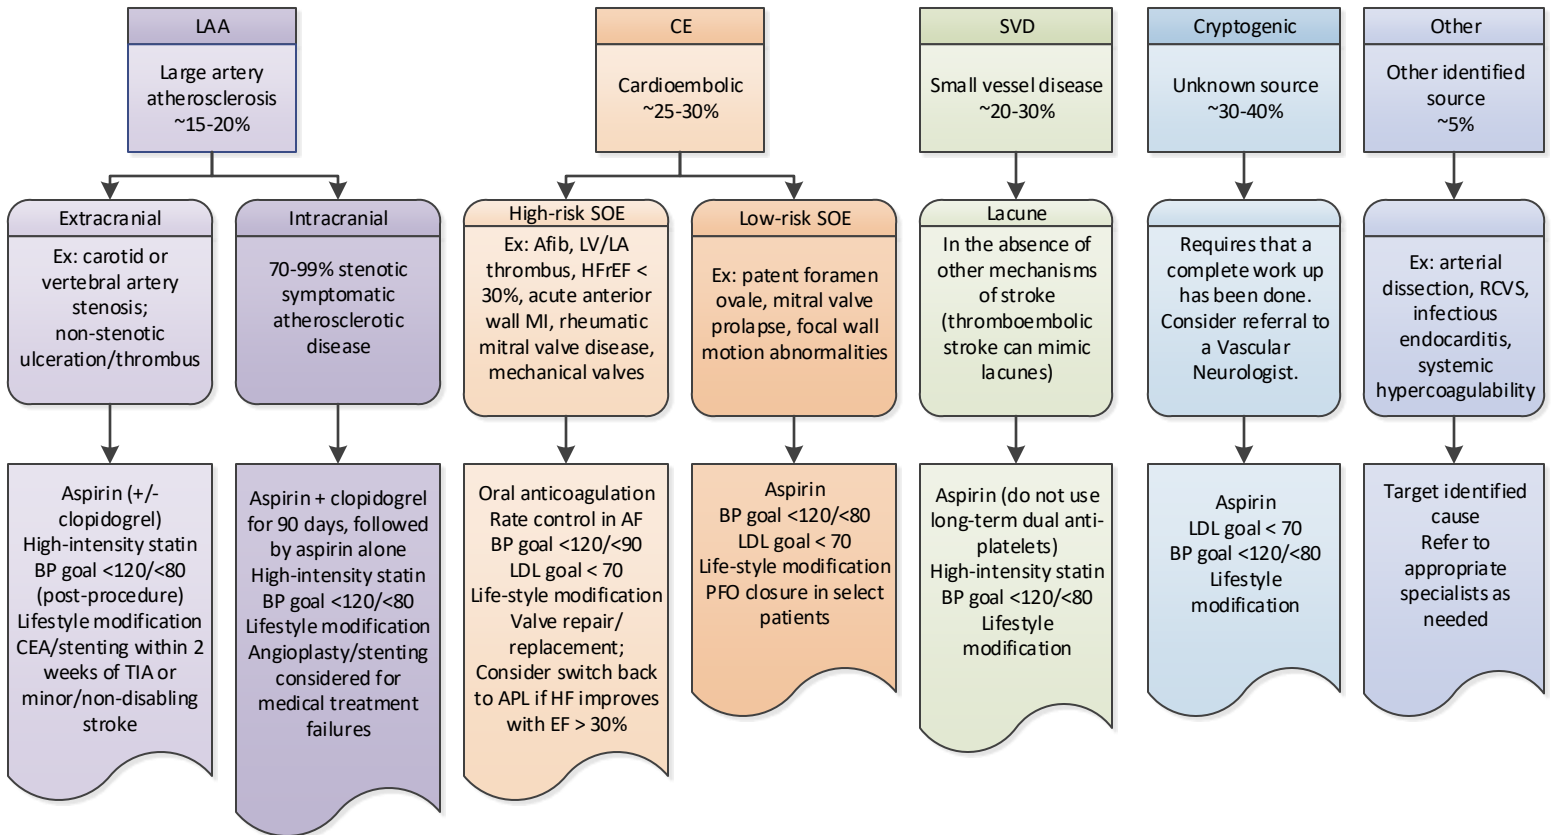 LAA
Large artery
atherosclerosis
~15-20%
CE
Cardioembolic
~25-30%
SVD
Small vessel disease
~20-30%
Cryptogenic
Unknown source
~30-40%
Other
Other identified
source
~5%
Extracranial
Ex: carotid or
vertebral artery
stenosis;
non-stenotic
ulceration/thrombus
Intracranial
70-99% stenotic
symptomatic
atherosclerotic
disease
High-risk SOE
Ex: Afib, LV/LA
thrombus, HFrEF <
30%, acute anterior
wall MI, rheumatic
mitral valve disease,
mechanical valves
Low-risk SOE
Ex: patent foramen
ovale, mitral valve
prolapse, focal wall
motion abnormalities
Lacune
In the absence of
other mechanisms
of stroke
(thromboembolic
stroke can mimic
lacunes)
Requires that a
complete work up
has been done.
Consider referral to
a Vascular
Neurologist.
Ex: arterial
dissection, RCVS,
infectious
endocarditis,
systemic
hypercoagulability
Aspirin (+/-
clopidogrel)
High-intensity statin
BP goal <120/<80
(post-procedure)
Lifestyle modification
CEA/stenting within 2
weeks of TIA or
minor/non-disabling
stroke
Aspirin + clopidogrel
for 90 days, followed
by aspirin alone
High-intensity statin
BP goal <120/<80
Lifestyle modification
Angioplasty/stenting
considered for
medical treatment
failures
Oral anticoagulation
Rate control in AF
BP goal <120/<90
LDL goal < 70
Life-style modification
Valve repair/
replacement;
Consider switch back
to APL if HF improves
with EF > 30%
Aspirin
BP goal <120/<80
LDL goal < 70
Life-style modification
PFO closure in select
patients
Aspirin (do not use
long-term dual anti-
platelets)
High-intensity statin
BP goal <120/<80
Lifestyle
modification
Aspirin
LDL goal < 70
BP goal <120/<80
Lifestyle
modification
Target identified
cause
Refer to
appropriate
specialists as
needed